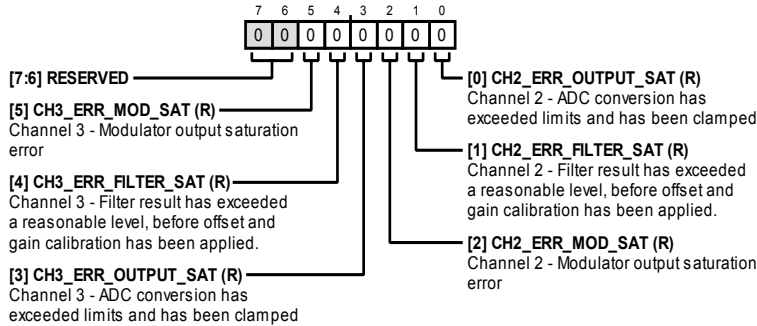 7 6 5 4 3 2 1 0
0 0 0 0 0 0 0 0
[7:6] RESERVED
[5] CH3_ERR_MOD_SAT (R)
Channel 3 - Modulator output saturation
error
[4] CH3_ERR_FILTER_SAT (R)
Channel 3 - Filter result has exceeded
a reasonable level, before offset and
gain calibration has been applied.
[3] CH3_ERR_OUTPUT_SAT (R)
Channel 3 - ADC conversion has
exceeded limits and has been clamped
[0] CH2_ERR_OUTPUT_SAT (R)
Channel 2 - ADC conversion has
exceeded limits and has been clamped
[1] CH2_ERR_FILTER_SAT (R)
Channel 2 - Filter result has exceeded
a reasonable level, before offset and
gain calibration has been applied.
[2] CH2_ERR_MOD_SAT (R)
Channel 2 - Modulator output saturation
error